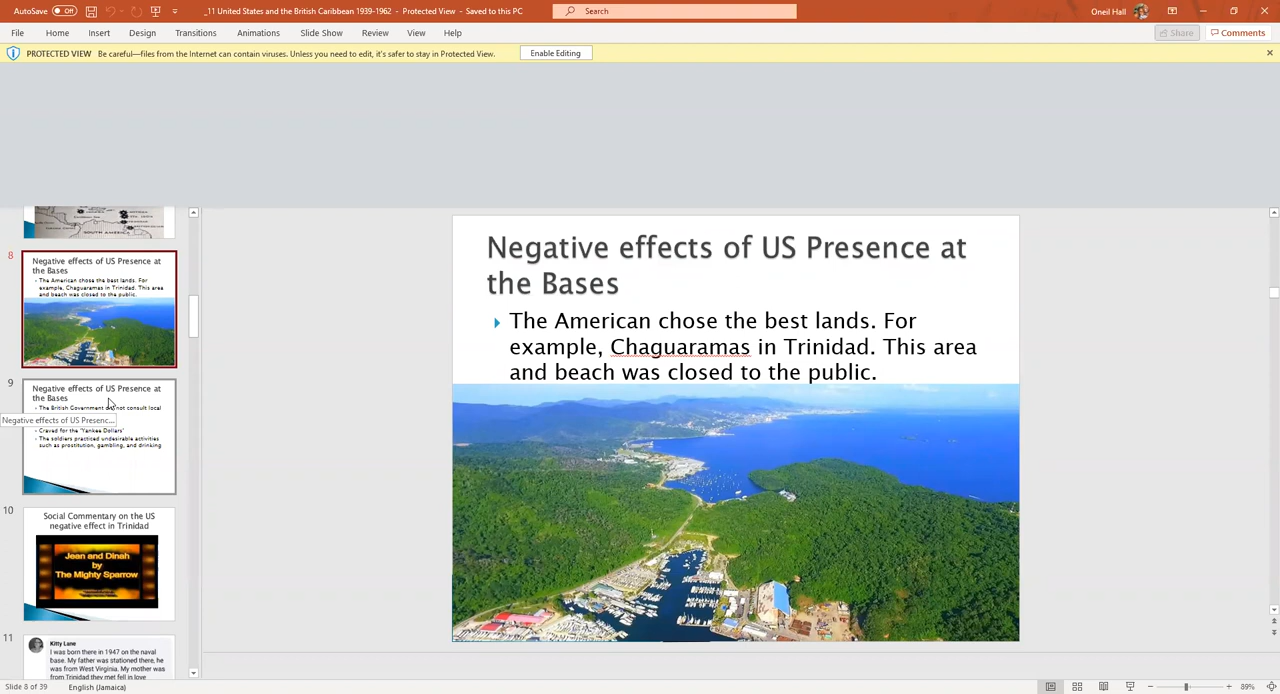 AutoSave Off _11 United States and the British Caribbean 1939-1962 - Protected View - Saved to this PC Search Oneil Hall
File Home Insert Design Transitions Animations Slide Show Review View Help Share Comments
PROTECTED VIEW Be careful—files from the Internet can contain viruses. Unless you need to edit, it's safer to stay in Protected View. Enable Editing
SOUTH AMERICA
8
Negative effects of US Presence at
the Bases
The American chose the best lands. For
example, Chaguaramas in Trinidad. This area
and beach was closed to the public.
9
Negative effects of US Presence at
the Bases
The British Government did not consult local
Negative effects of US Presenc...
Craved for the "Yankee Dollars"
The soldiers practiced undesirable activities
such as prostitution, gambling, and drinking
10
Social Commentary on the US
negative effect in Trinidad
Jean and Dinah
by
The Mighty Sparrow
11
Kitty Lane
I was born there in 1947 on the naval
base. My father was stationed there, he
was from West Virginia. My mother was
from Trinidad they met fell in love
Negative effects of US Presence at
the Bases
The American chose the best lands. For
example, Chaguaramas in Trinidad. This area
and beach was closed to the public.
Slide 8 of 39 English (Jamaica) 89%